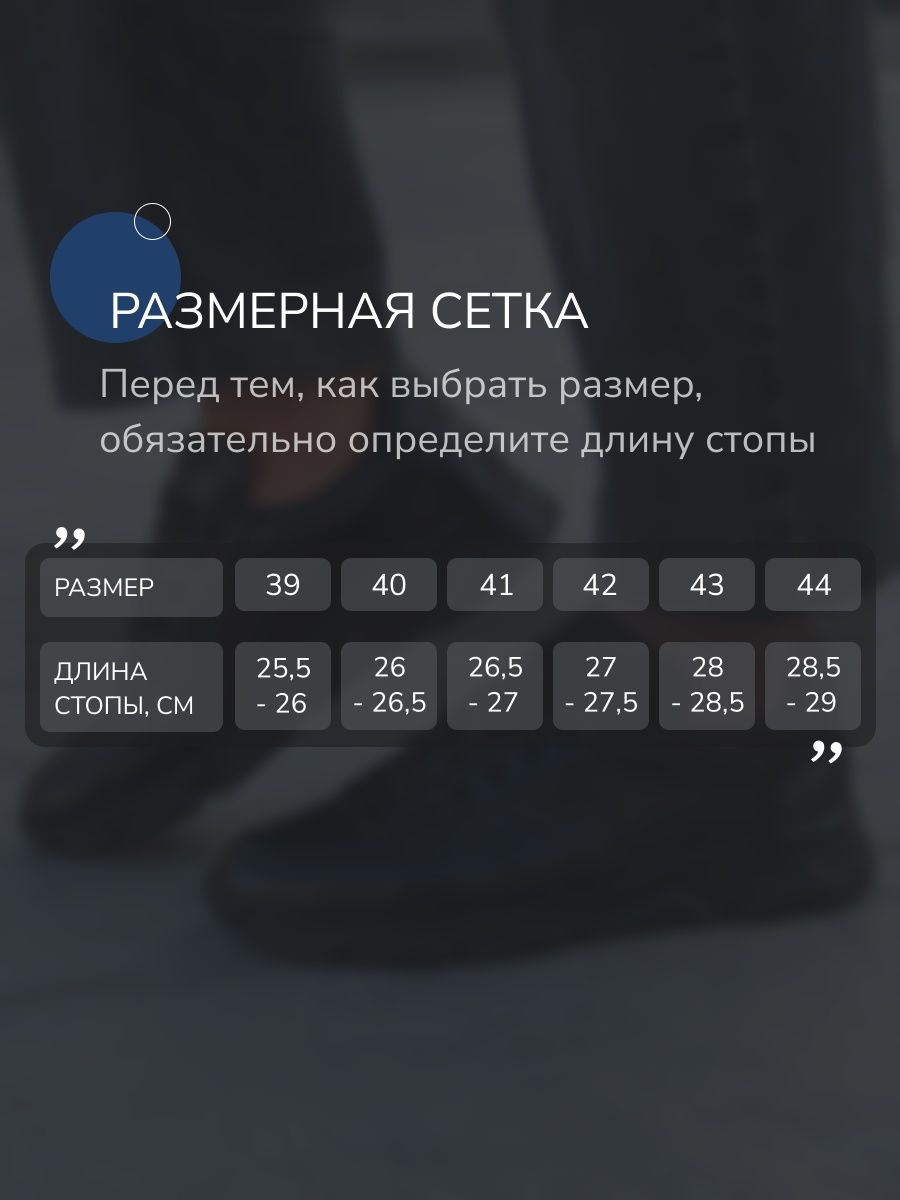 РАЗМЕРНАЯ СЕТКА
Перед тем, как выбрать размер,
обязательно определите длину стопы
”
РАЗМЕР 39 40 41 42 43 44
ДЛИНА 25,5 26 26,5 27 28 28,5
СТОПЫ, СМ - 26 - 26,5 - 27 - 27,5 - 28,5 - 29
”